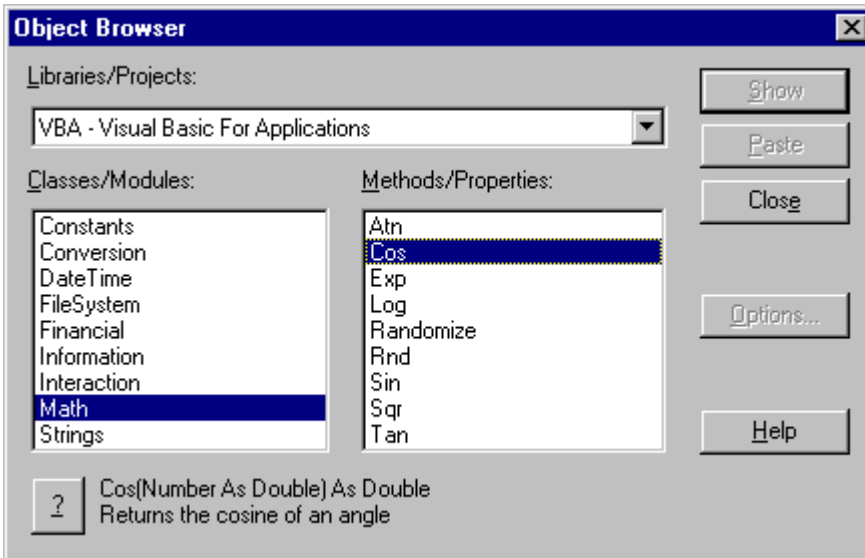 Object Browser
Libraries/Projects:
VBA - Visual Basic For Applications
Show
Paste
Close
Classes/Modules:
Constants
Conversion
DateTime
FileSystem
Financial
Information
Interaction
Math
Strings
Methods/Properties:
Atn
Cos
Exp
Log
Randomize
Rnd
Sin
Sqr
Tan
Options...
Help
?
Cos(Number As Double) As Double
Returns the cosine of an angle